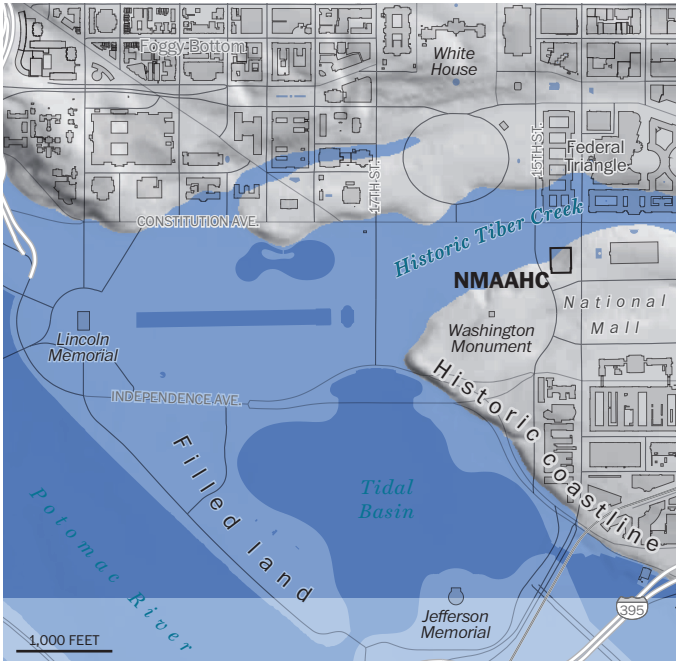 Foggy Bottom
White
House
15TH ST.
Federal
Triangle
17TH ST.
CONSTITUTION AVE.
Historic Tiber Creek
NMAAHC
National
Mall
Washington
Monument
Lincoln
Memorial
INDEPENDENCE AVE.
Historic coastline
Filled land
Tidal
Basin
Potomac River
Jefferson
Memorial
395
1,000 FEET